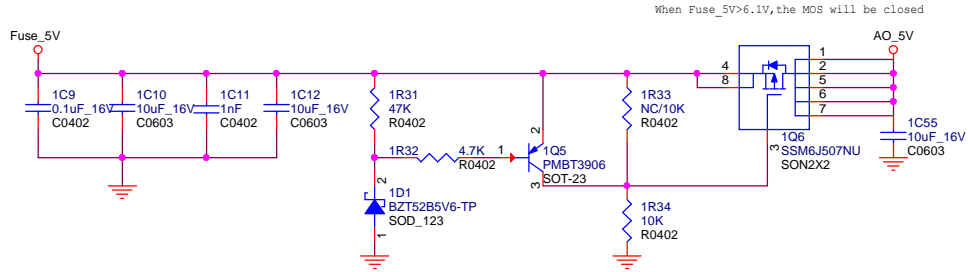 When Fuse_5V>6.1V,the MOS will be closed
Fuse_5V
AO_5V
1
4
2
8
5
6
7
1C9
0.1uF_16V
C0402
1C10
10uF_16V
C0603
1C11
1nF
C0402
1C12
10uF_16V
C0603
1R31
47K
R0402
1R33
NC/10K
R0402
1C55
10uF_16V
C0603
1R32
4.7K
R0402
1
2
3
1Q5
PMBT3906
SOT-23
1Q6
3
SSM6J507NU
SON2X2
2
1D1
BZT52B5V6-TP
SOD_123
1
1R34
10K
R0402